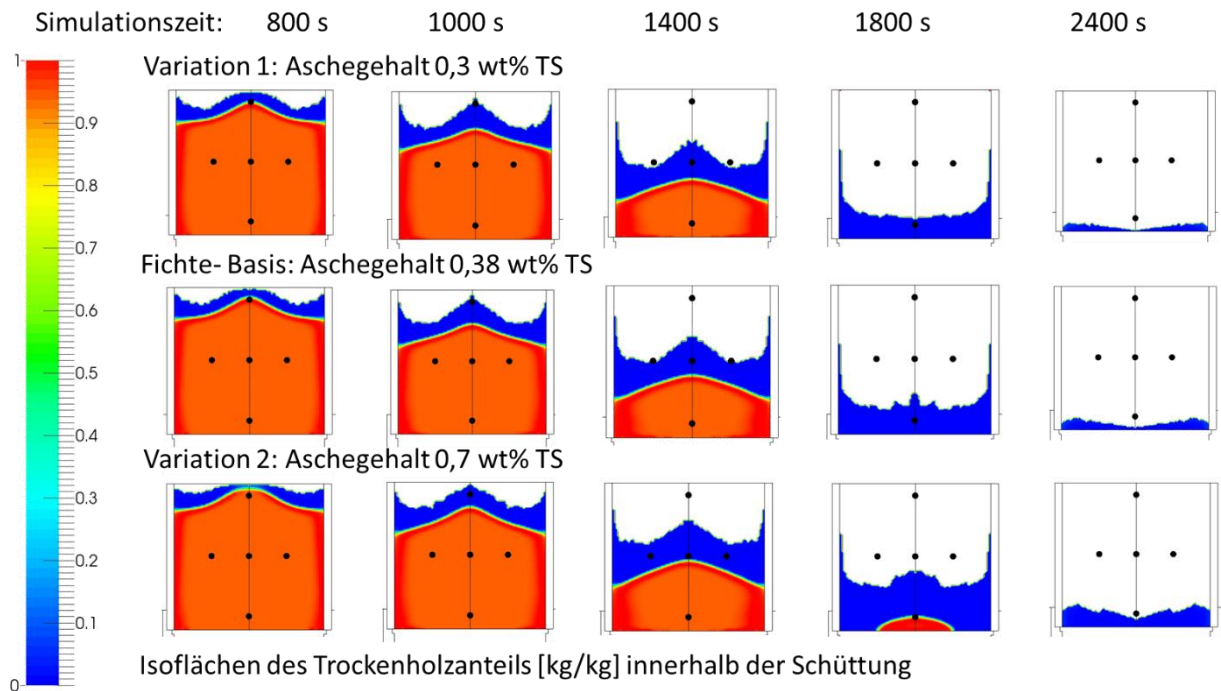 Simulationszeit: 800 s 1000 s 1400 s 1800 s 2400 s
Variation 1: Aschegehalt 0,3 wt% TS
Fichte- Basis: Aschegehalt 0,38 wt% TS
Variation 2: Aschegehalt 0,7 wt% TS
Isoflächen des Trockenholzanteils [kg/kg] innerhalb der Schüttung
1
0.9
0.8
0.7
0.6
0.5
0.4
0.3
0.2
0.1
0